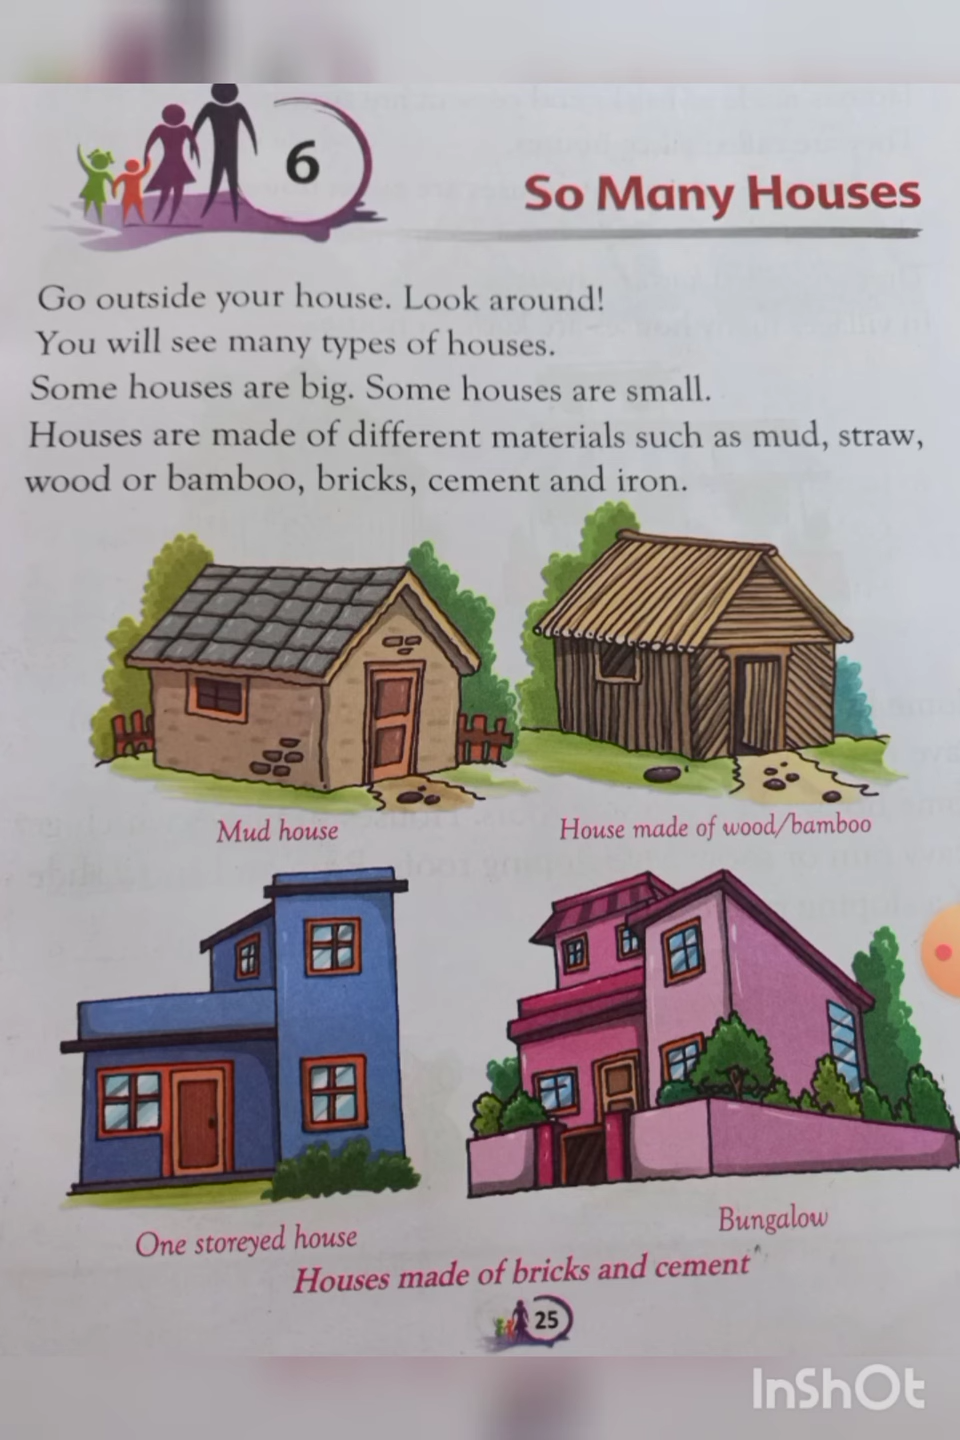 6
So Many Houses
Go outside your house. Look around!
You will see many types of houses.
Some houses are big. Some houses are small.
Houses are made of different materials such as mud, straw,
wood or bamboo, bricks, cement and iron.
Mud house
House made of wood/bamboo
One storeyed house
Bungalow
Houses made of bricks and cement
25
InShOt